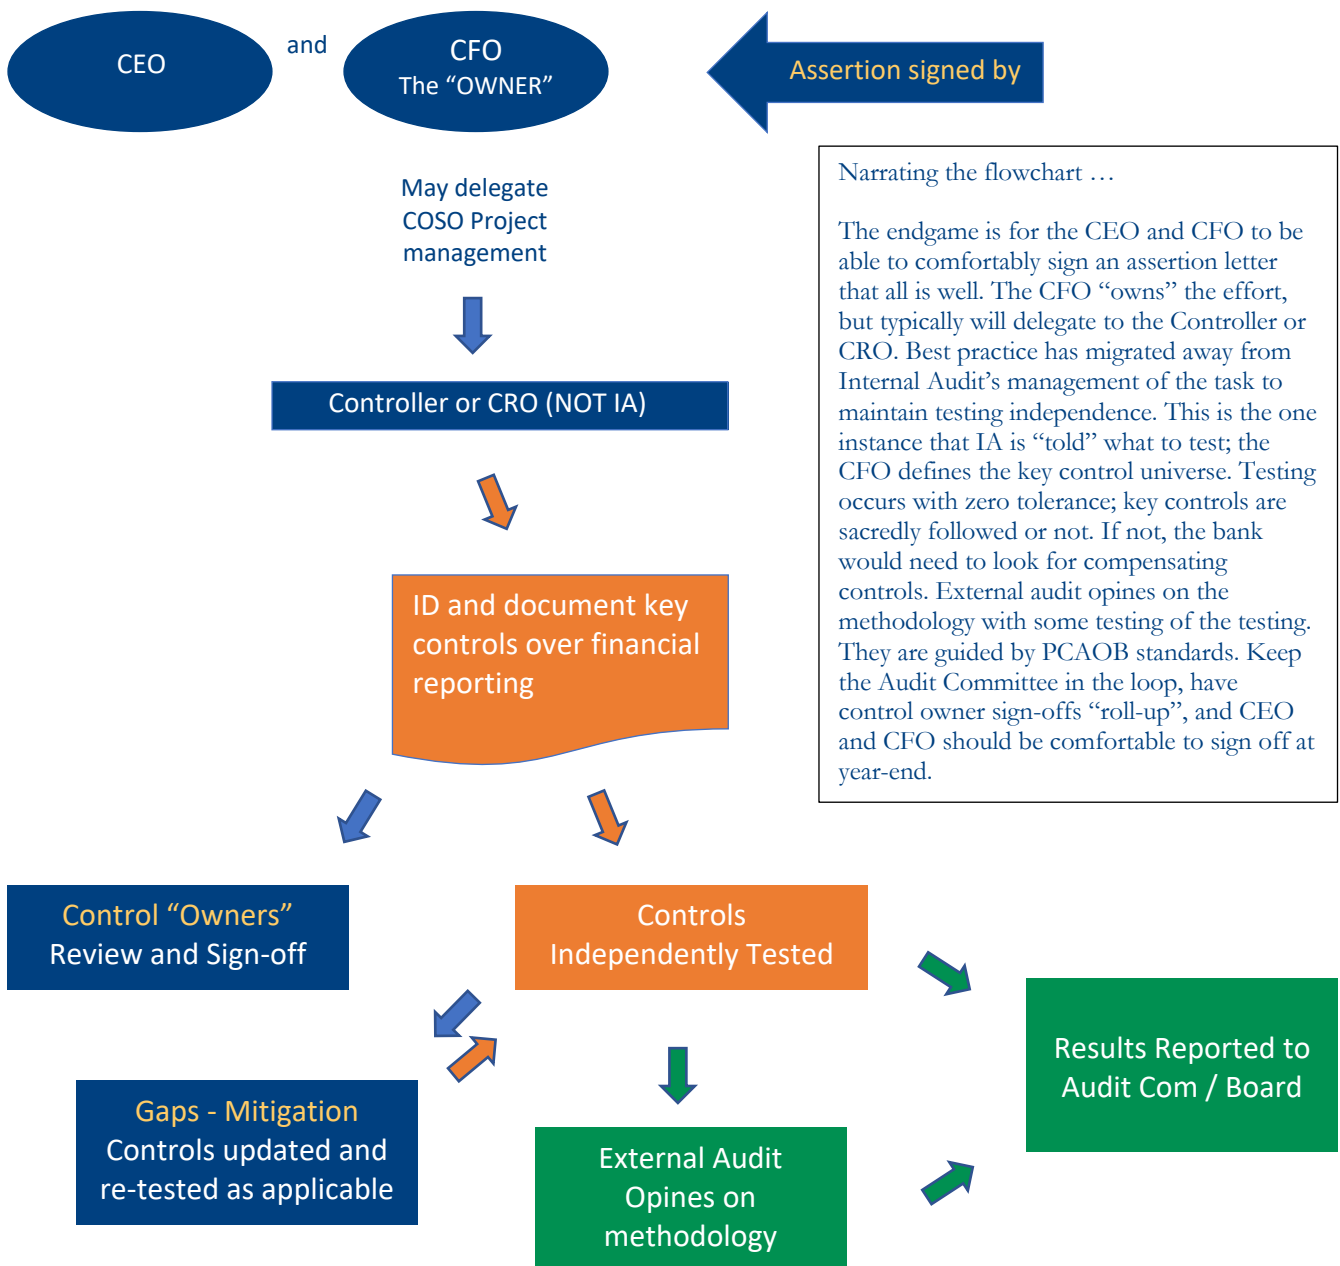 CEO
and
CFO
The “OWNER”
Assertion signed by
May delegate
COSO Project
management
Controller or CRO (NOT IA)
ID and document key
controls over financial
reporting
Narrating the flowchart …
The endgame is for the CEO and CFO to be
able to comfortably sign an assertion letter
that all is well. The CFO “owns” the effort,
but typically will delegate to the Controller or
CRO. Best practice has migrated away from
Internal Audit’s management of the task to
maintain testing independence. This is the one
instance that IA is “told” what to test; the
CFO defines the key control universe. Testing
occurs with zero tolerance; key controls are
sacredly followed or not. If not, the bank
would need to look for compensating
controls. External audit opines on the
methodology with some testing of the testing.
They are guided by PCAOB standards. Keep
the Audit Committee in the loop, have
control owner sign-offs “roll-up”, and CEO
and CFO should be comfortable to sign off at
year-end.
Control “Owners”
Review and Sign-off
Controls
Independently Tested
Gaps - Mitigation
Controls updated and
re-tested as applicable
External Audit
Opines on
methodology
Results Reported to
Audit Com / Board